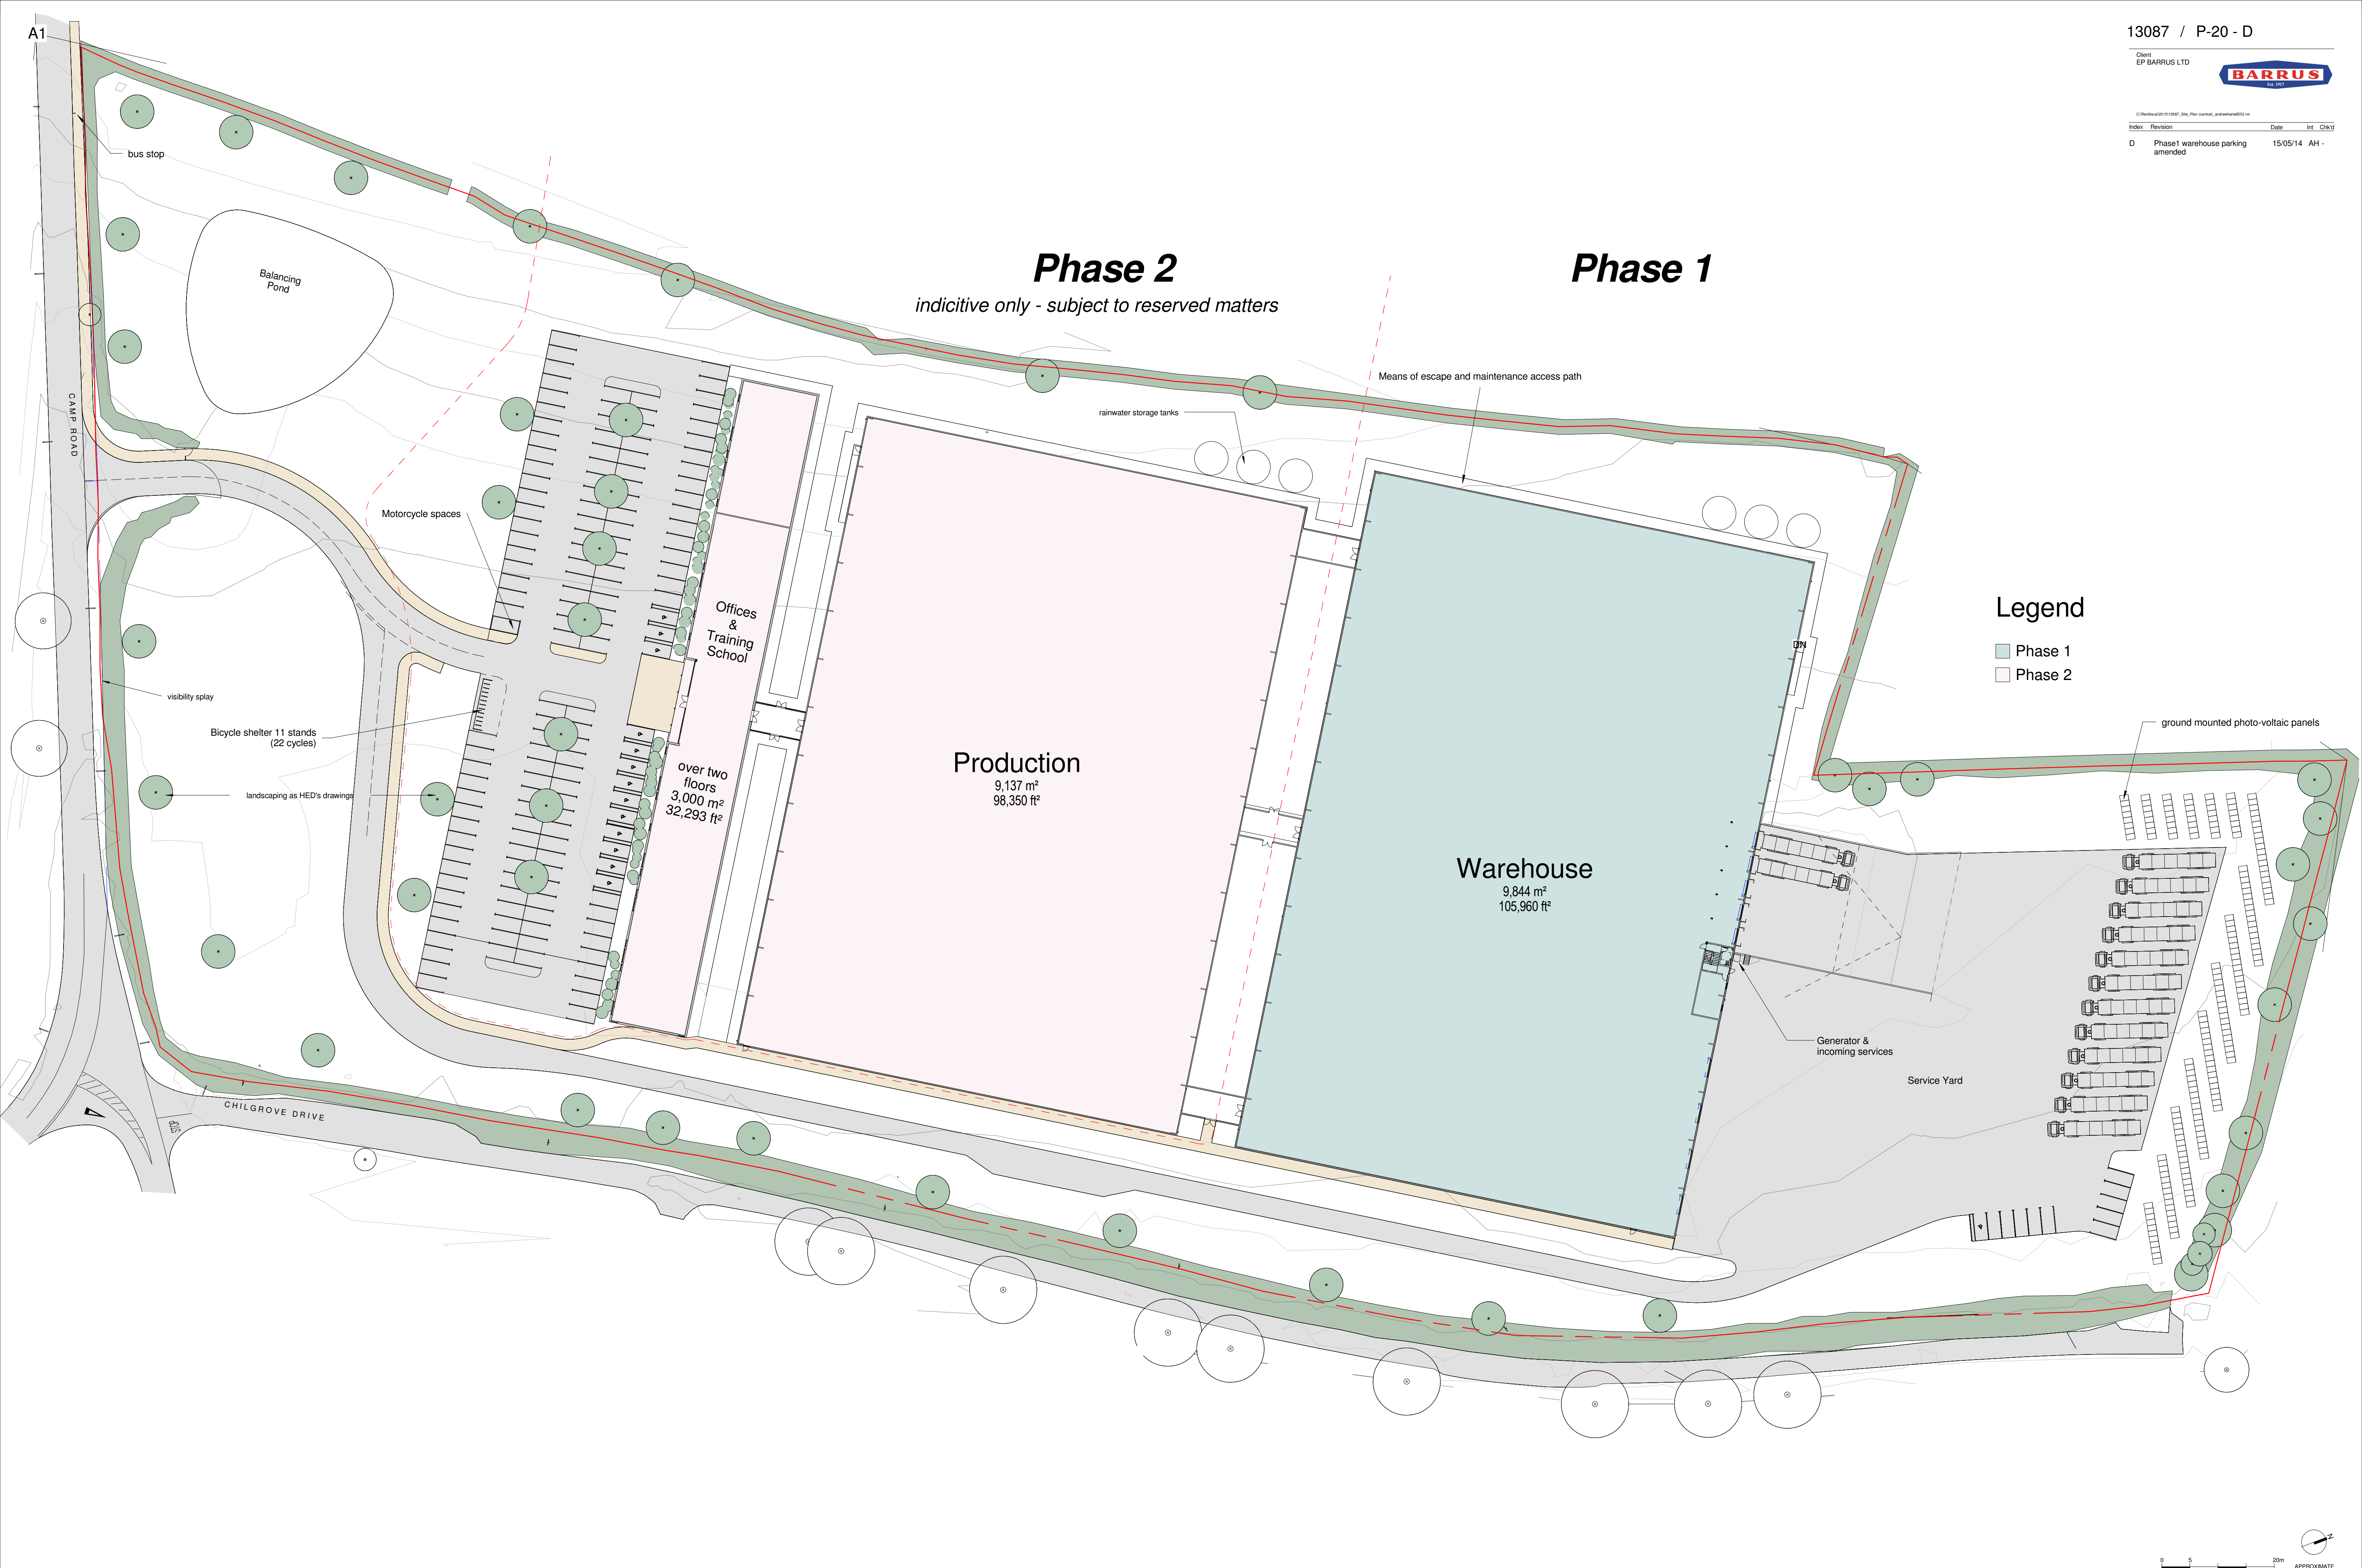 A1
13087 / P-20 - D
Client
EP BARRUS LTD
BARRUS
Est. 1917
Index Revision Date Int Chk'd
D Phase1 warehouse parking 15/05/14 AH -
amended
bus stop
Balancing
Pond
Phase 2
indicitive only - subject to reserved matters
Phase 1
Means of escape and maintenance access path
rainwater storage tanks
CAMP ROAD
Motorcycle spaces
Offices
&
Training
School
DN
Legend
Phase 1
Phase 2
visibility splay
Bicycle shelter 11 stands
(22 cycles)
ground mounted photo-voltaic panels
landscaping as HED's drawings
over two
floors
3,000 m²
32,293 ft²
Production
9,137 m²
98,350 ft²
Warehouse
9,844 m²
105,960 ft²
Generator &
incoming services
Service Yard
CHILGROVE DRIVE
STOP
N
0 5 20m
APPROXIMATE